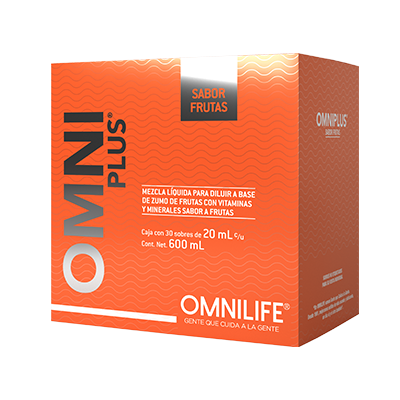 SABOR
FRUTAS
OMNI
PLUS®
MEZCLA LÍQUIDA PARA DILUIR A BASE
DE ZUMO DE FRUTAS CON VITAMINAS
Y MINERALES SABOR A FRUTAS
Caja con 30 sobres de 20 mL c/u
Cont. Net. 600 mL
OMNILIFE®
GENTE QUE CUIDA A LA GENTE
OMNIPLUS®
SABOR FRUTAS